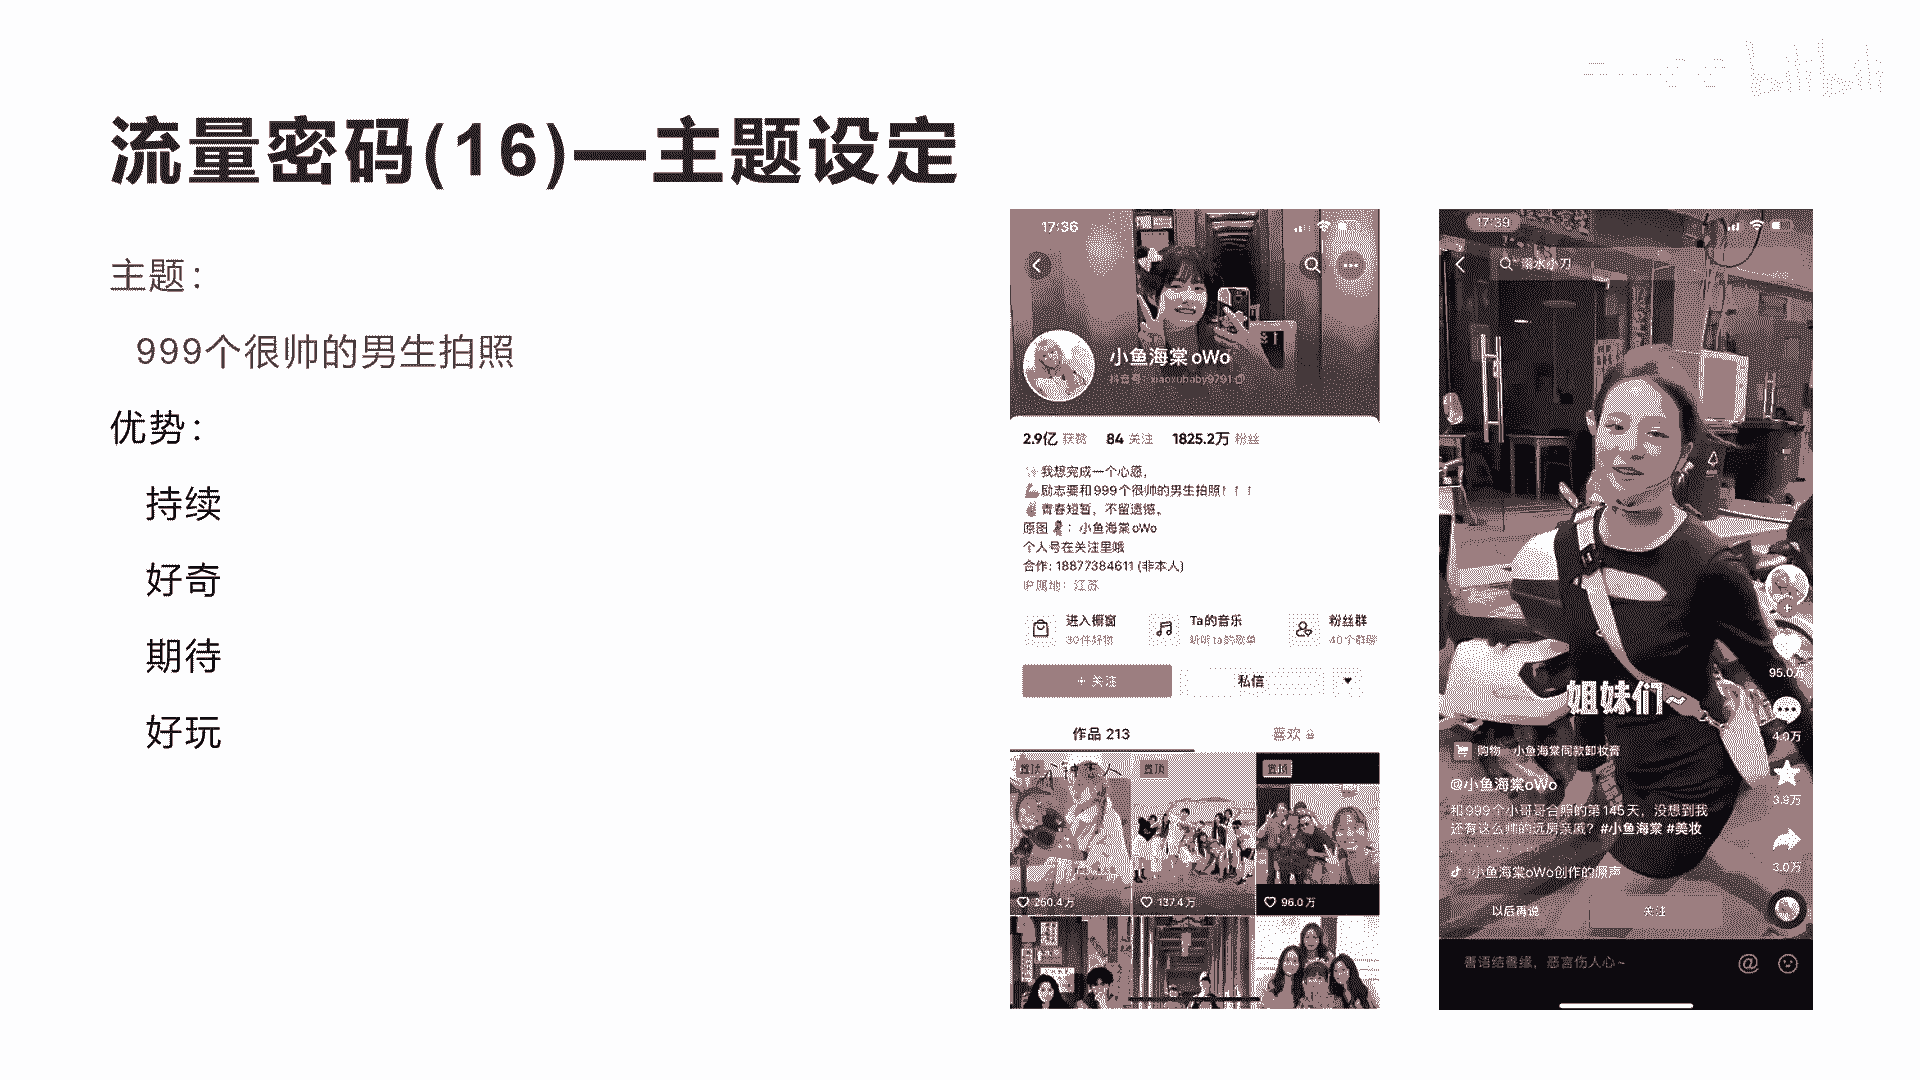 bilibili
流量密码(16)—主题设定
主题：
999个很帅的男生拍照
优势：
持续
好奇
期待
好玩
17:36
小鱼海棠oWo
抖音号：xiaoxubaby9791
2.9亿 获赞 84 关注 1825.2万 粉丝
我想完成一个心愿，
励志要和999个很帅的男生拍照！！！
青春短暂，不留遗憾。
原图：小鱼海棠oWo
个人号在关注里哦
合作: 18877384611 (非本人)
IP属地：江苏
进入橱窗 Ta的音乐 粉丝群
30件好物 听听ta的歌单 40个群聊
+ 关注 私信
作品 213 喜欢
置顶 置顶 置顶
260.4万 137.4万 96.0万
17:39
溺水小刀
95.0万
姐妹们~
4.0万
购物 小鱼海棠同款卸妆膏
@小鱼海棠oWo
3.9万
和999个小哥哥合照的第145天，没想到我
还有这么帅的远房亲戚？#小鱼海棠 #美妆
3.0万
小鱼海棠oWo创作的原声
以后再说 关注
善语结善缘，恶言伤人心~